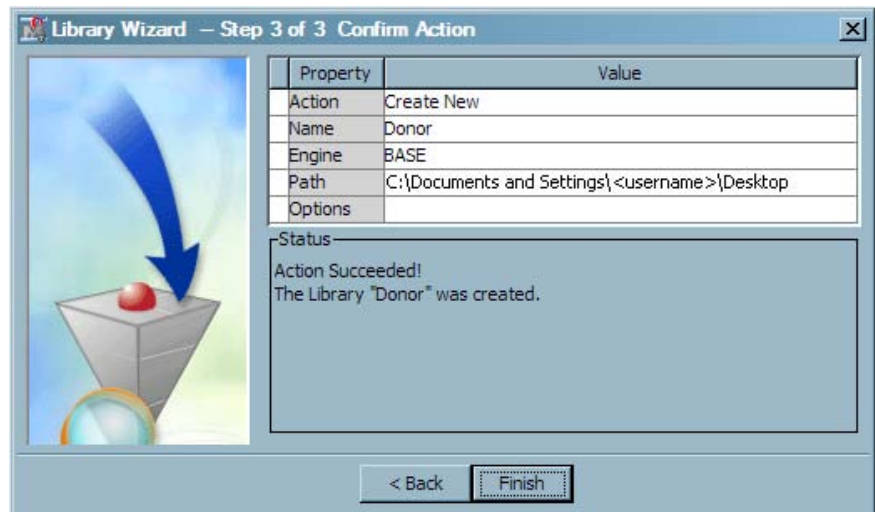 Library Wizard – Step 3 of 3 Confirm Action
Property Value
Action Create New
Name Donor
Engine BASE
Path C:\Documents and Settings\<username>\Desktop
Options
Status
Action Succeeded!
The Library "Donor" was created.
< Back Finish